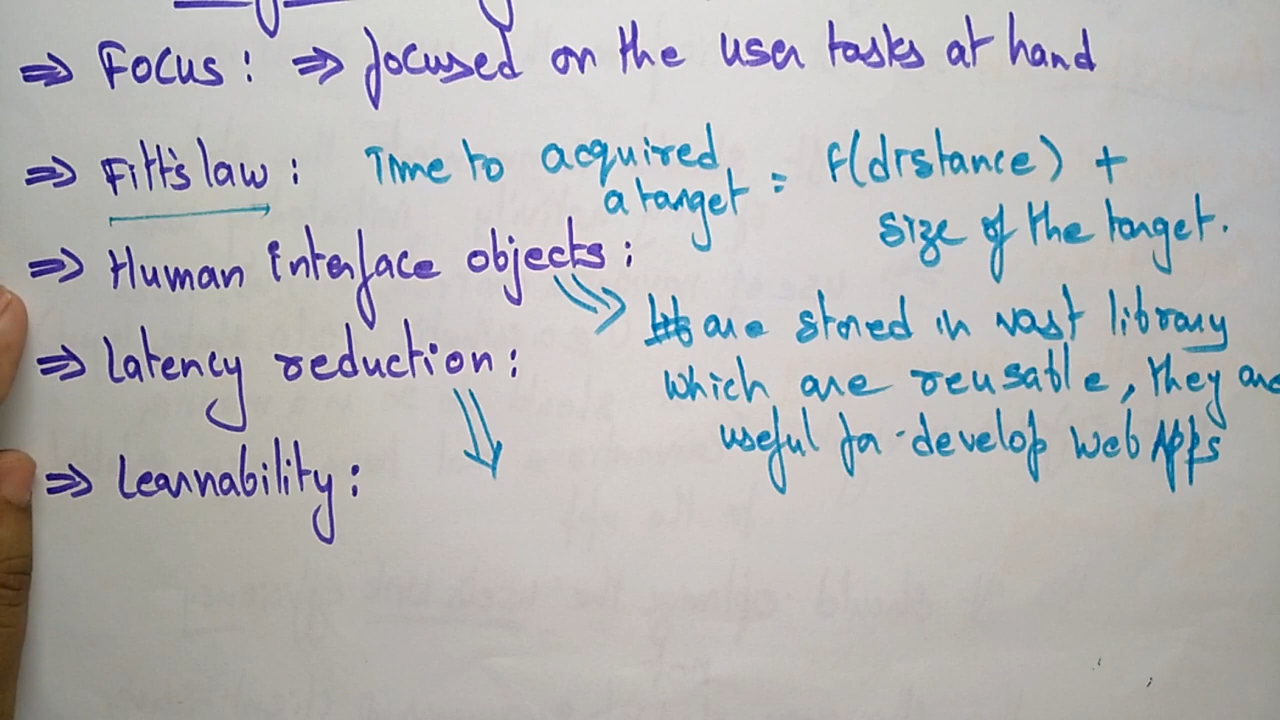 ⇒ Focus : ⇒ focused on the user tasks at hand
⇒ Fitt's law : Time to acquired a target = f(distance) + size of the target.
⇒ Human Interface objects :
are stored in vast library
which are reusable, they are
useful for develop Web Apps
⇒ Latency reduction :
⇒ Learnability :